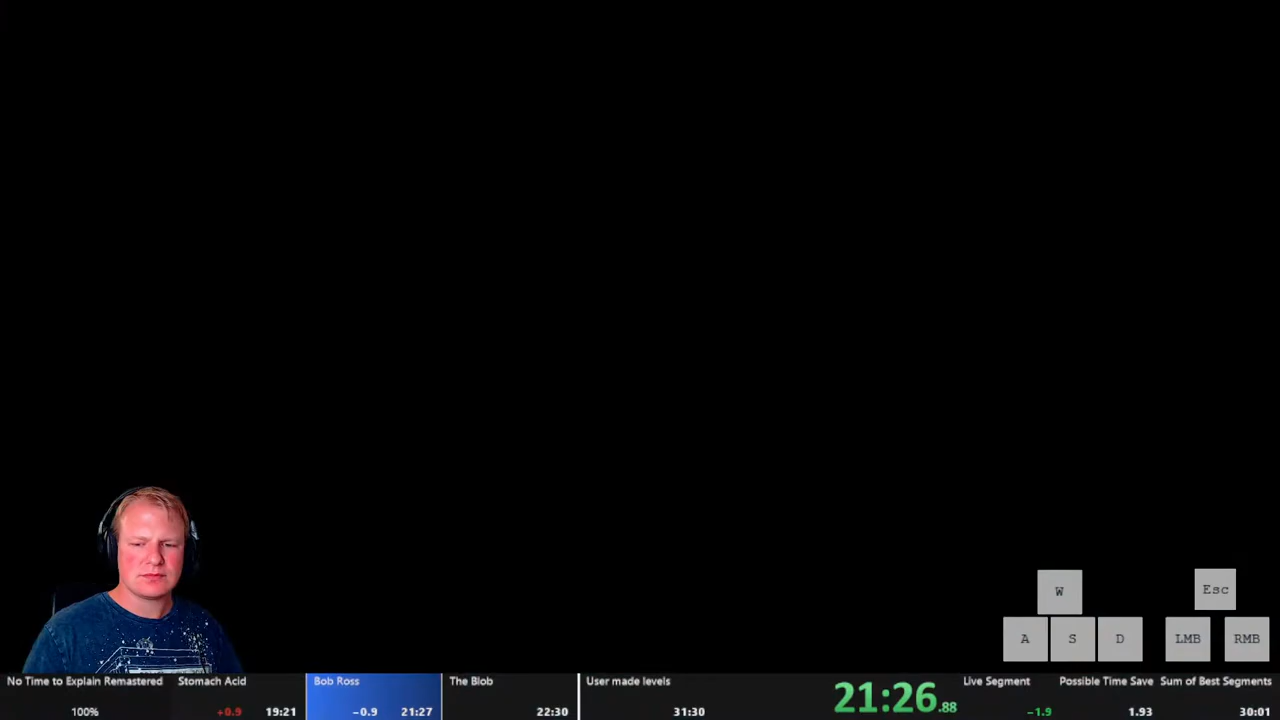 W
Esc
A
S
D
LMB
RMB
No Time to Explain Remastered
100%
Stomach Acid
+0.9 19:21
Bob Ross
−0.9 21:27
The Blob
22:30
User made levels
31:30
21:26.88
Live Segment
−1.9
Possible Time Save
1.93
Sum of Best Segments
30:01